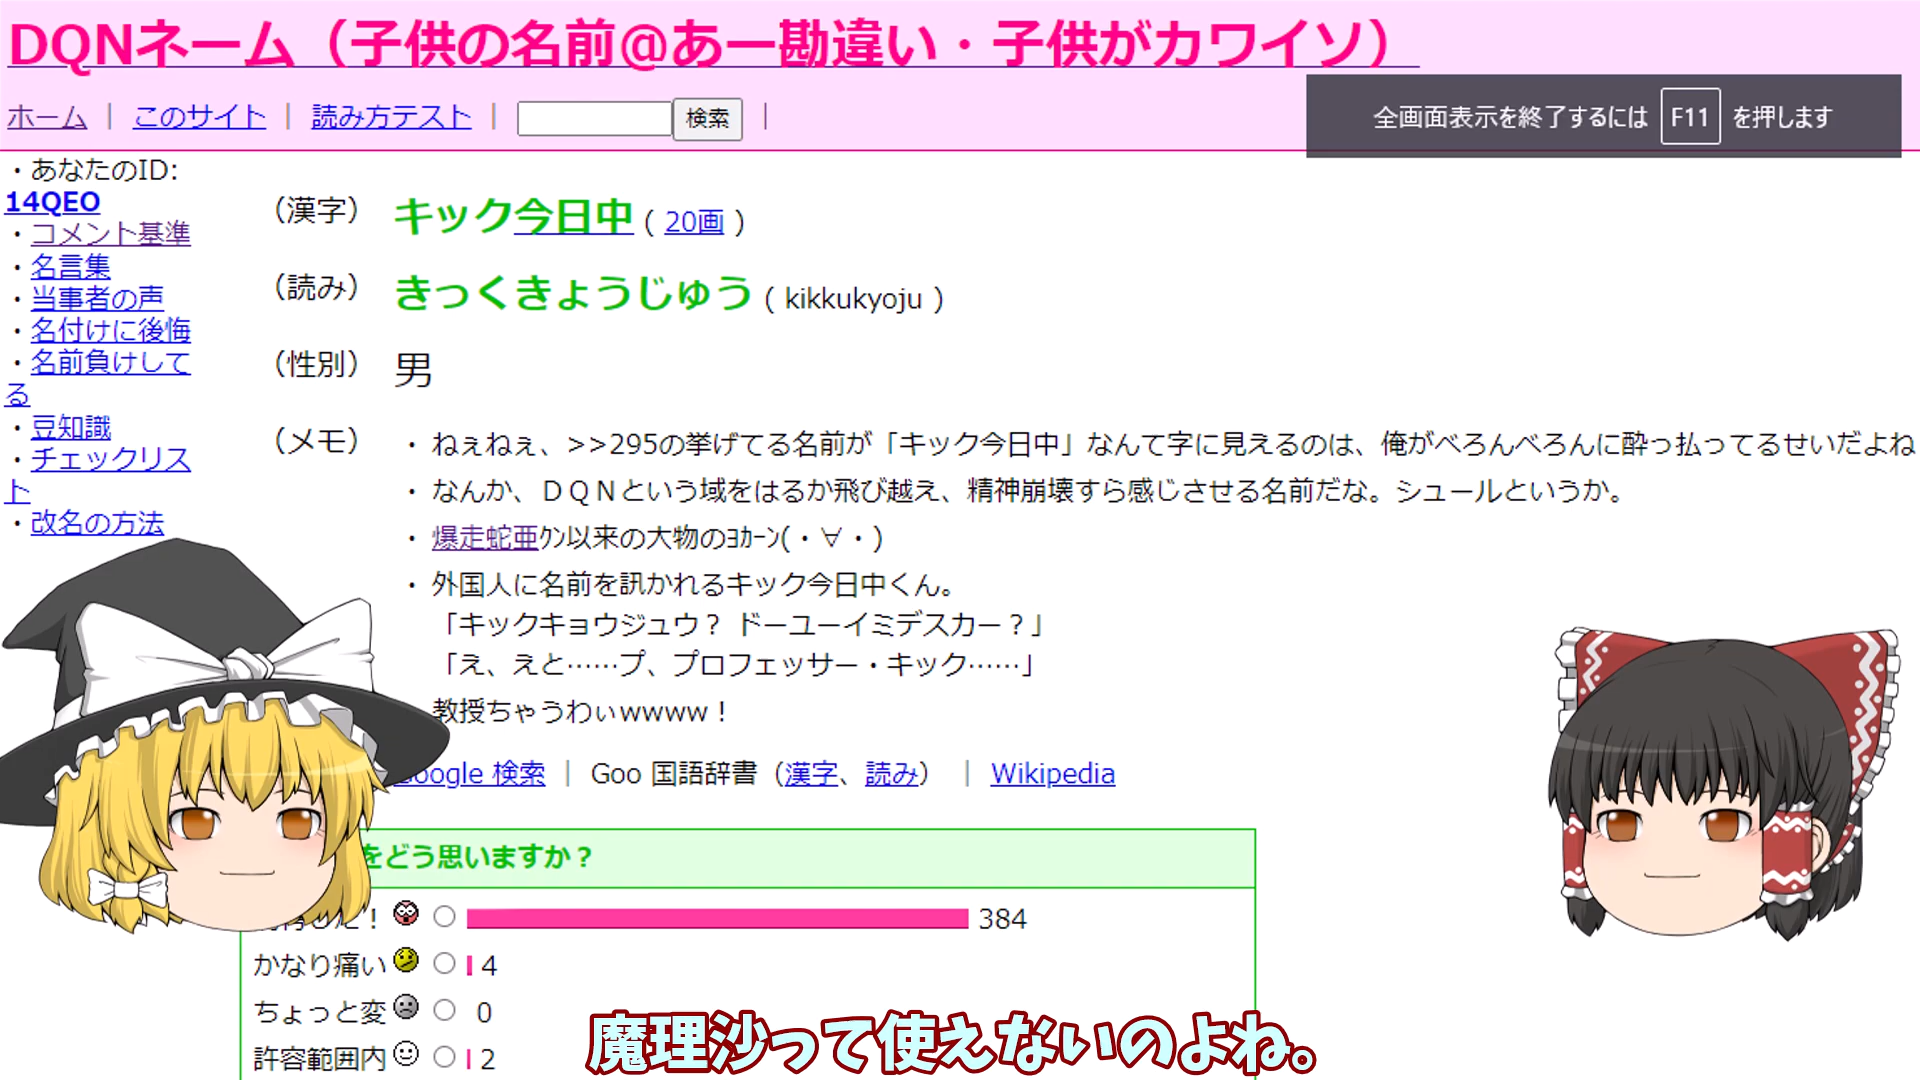 DQNネーム（子供の名前@あー勘違い・子供がカワイソ）
ホーム | このサイト | 読み方テスト | 検索 |
全画面表示を終了するには F11 を押します
・あなたのID:
14QEO
・コメント基準
・名言集
・当事者の声
・名付けに後悔
・名前負けして
る
・豆知識
・チェックリス
ト
・改名の方法
（漢字） キック今日中 ( 20画 )
（読み） きっくきょうじゅう ( kikkukyoju )
（性別） 男
（メモ） ・ ねぇねぇ、>>295の挙げてる名前が「キック今日中」なんて字に見えるのは、俺がべろんべろんに酔っ払ってるせいだよね
・ なんか、ＤＱＮという域をはるか飛び越え、精神崩壊すら感じさせる名前だな。シュールというか。
・ 爆走蛇亜ｸﾝ以来の大物のﾖｶｰﾝ(・∀・)
・ 外国人に名前を訊かれるキック今日中くん。
「キックキョウジュウ？ ドーユーイミデスカー？」
「え、えと……プ、プロフェッサー・キック……」
教授ちゃうわぃwwww！
oogle 検索 | Goo 国語辞書（漢字、読み） | Wikipedia
をどう思いますか？
！ 384
かなり痛い 4
ちょっと変 0
許容範囲内 2
魔理沙って使えないのよね。